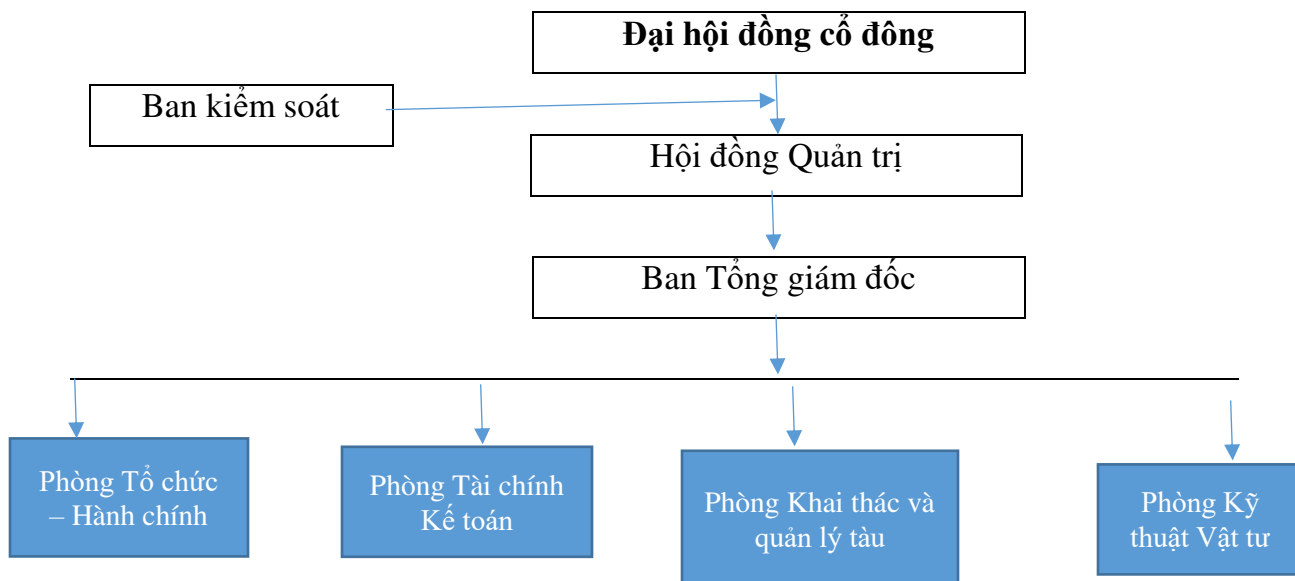 Đại hội đồng cổ đông
Ban kiểm soát
Hội đồng Quản trị
Ban Tổng giám đốc
Phòng Tổ chức
– Hành chính
Phòng Tài chính
Kế toán
Phòng Khai thác và
quản lý tàu
Phòng Kỹ
thuật Vật tư